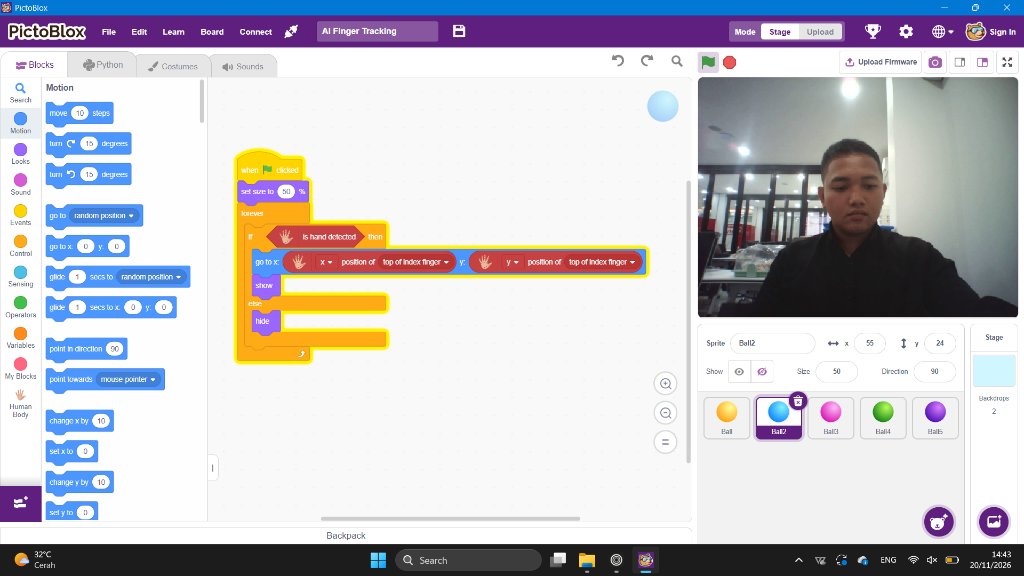 PictoBlox
PictoBlox File Edit Learn Board Connect AI Finger Tracking Mode Stage Upload Sign In
Blocks Python Costumes Sounds Upload Firmware
Search
Motion
Looks
Sound
Events
Control
Sensing
Operators
Variables
My Blocks
Human
Body
Motion
move 10 steps
turn 15 degrees
turn 15 degrees
go to random position
go to x: 0 y: 0
glide 1 secs to random position
glide 1 secs to x: 0 y: 0
point in direction 90
point towards mouse pointer
change x by 10
set x to 0
change y by 10
set y to 0
when clicked
set size to 50 %
forever
if is hand detected then
go to x: x position of top of index finger y: y position of top of index finger
show
else
hide
Sprite Ball2 x 55 y 24
Show Size 50 Direction 90
Ball Ball2 Ball3 Ball4 Ball5
Stage
Backdrops
2
Backpack
32°C
Cerah
Search
ENG
14:43
20/11/2026